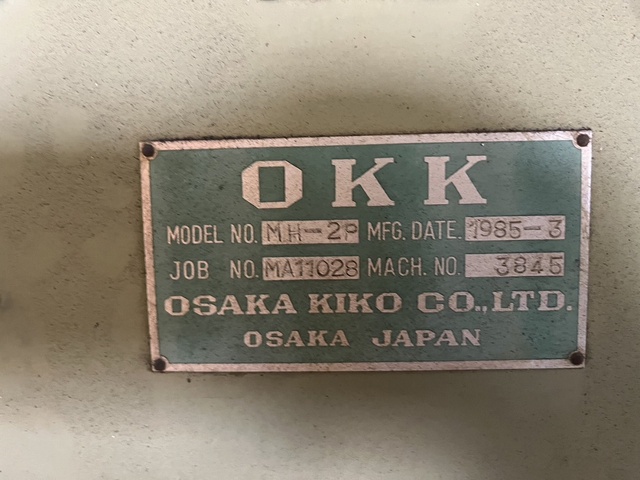 OKK
MODEL NO. MH-2P MFG. DATE. 1985-3
JOB NO. MA11028 MACH. NO. 3845
OSAKA KIKO CO.,LTD.
OSAKA JAPAN